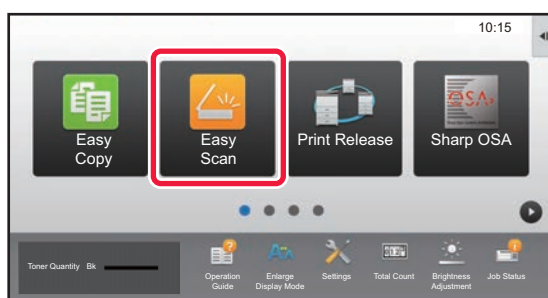 10:15
Easy
Copy
Easy
Scan
Print Release
OSA
Sharp OSA
Toner Quantity Bk
Operation
Guide
Enlarge
Display Mode
Settings
Total Count
Brightness
Adjustment
Job Status